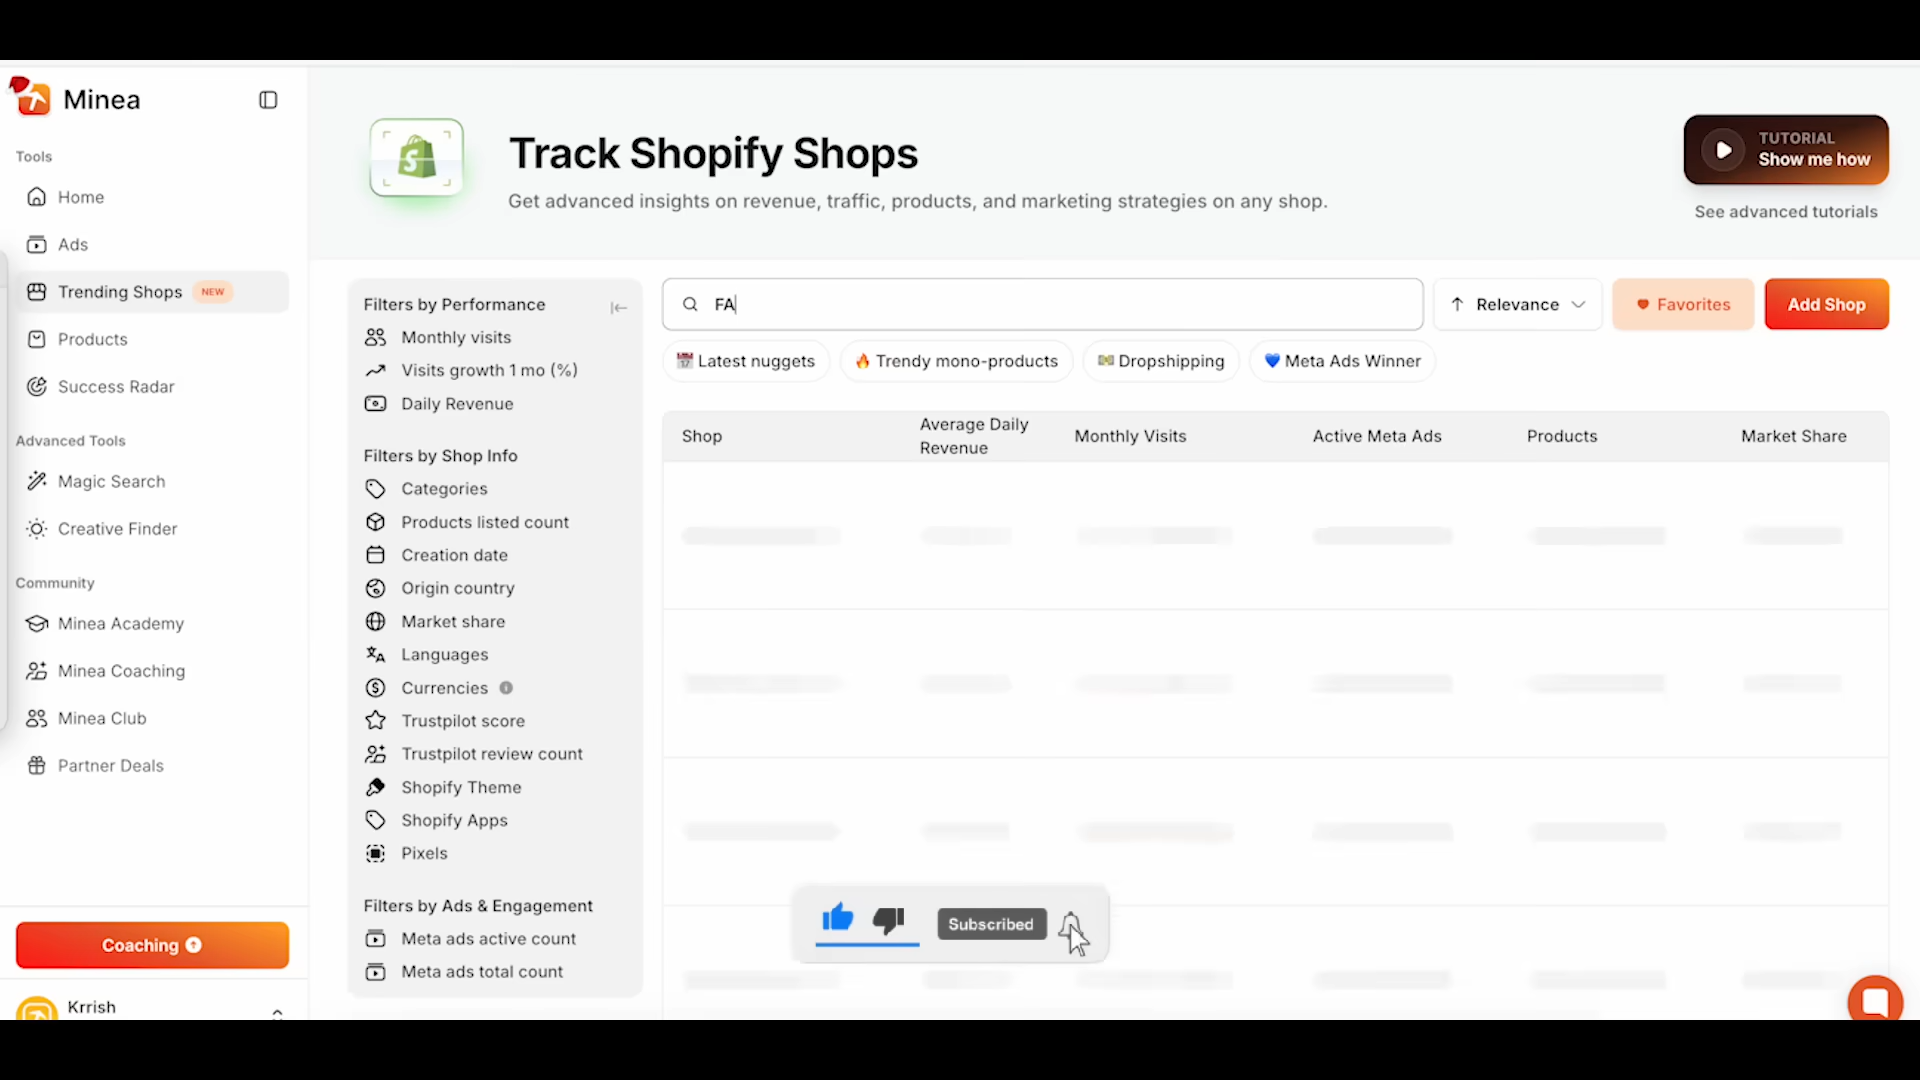 Minea
Tools
Home
Ads
Trending Shops NEW
Products
Success Radar
Advanced Tools
Magic Search
Creative Finder
Community
Minea Academy
Minea Coaching
Minea Club
Partner Deals
Coaching
Krrish
Track Shopify Shops
Get advanced insights on revenue, traffic, products, and marketing strategies on any shop.
TUTORIAL
Show me how
See advanced tutorials
Filters by Performance
Monthly visits
Visits growth 1 mo (%)
Daily Revenue
Filters by Shop Info
Categories
Products listed count
Creation date
Origin country
Market share
Languages
Currencies
Trustpilot score
Trustpilot review count
Shopify Theme
Shopify Apps
Pixels
Filters by Ads & Engagement
Meta ads active count
Meta ads total count
FA
Relevance
Favorites
Add Shop
Latest nuggets
Trendy mono-products
Dropshipping
Meta Ads Winner
Shop
Average Daily
Revenue
Monthly Visits
Active Meta Ads
Products
Market Share
Subscribed